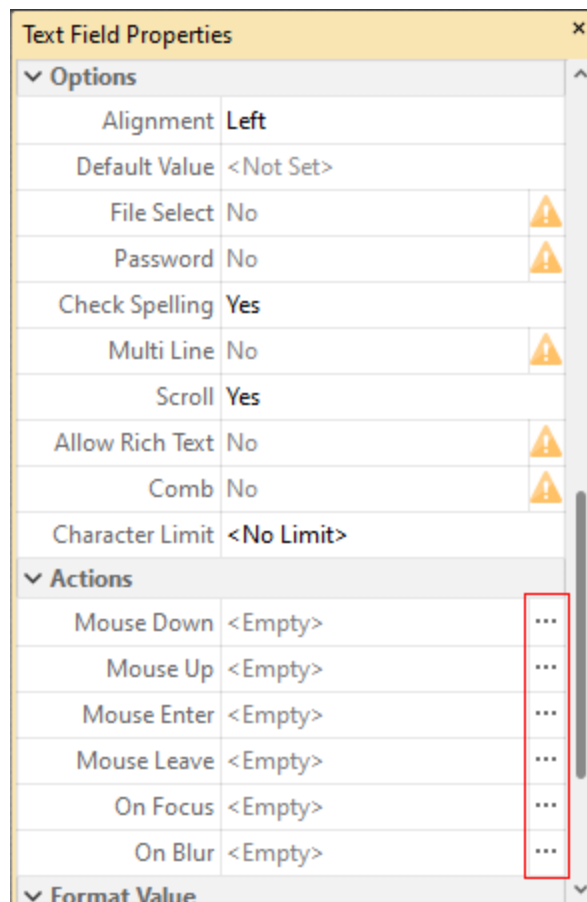 Text Field Properties
Options
Alignment Left
Default Value <Not Set>
File Select No
Password No
Check Spelling Yes
Multi Line No
Scroll Yes
Allow Rich Text No
Comb No
Character Limit <No Limit>
Actions
Mouse Down <Empty> ...
Mouse Up <Empty> ...
Mouse Enter <Empty> ...
Mouse Leave <Empty> ...
On Focus <Empty> ...
On Blur <Empty> ...
Format Value